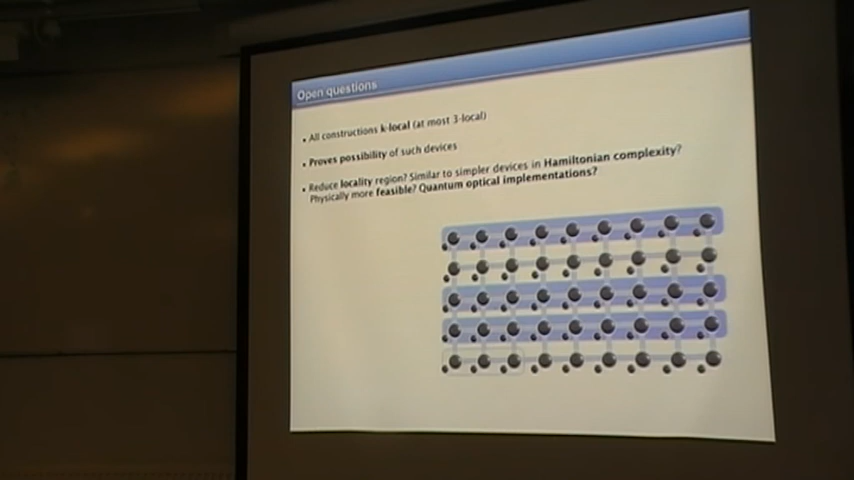 Open questions
• All constructions k-local (at most 3-local)
• Proves possibility of such devices
• Reduce locality region? Similar to simpler devices in Hamiltonian complexity?
Physically more feasible? Quantum optical implementations?